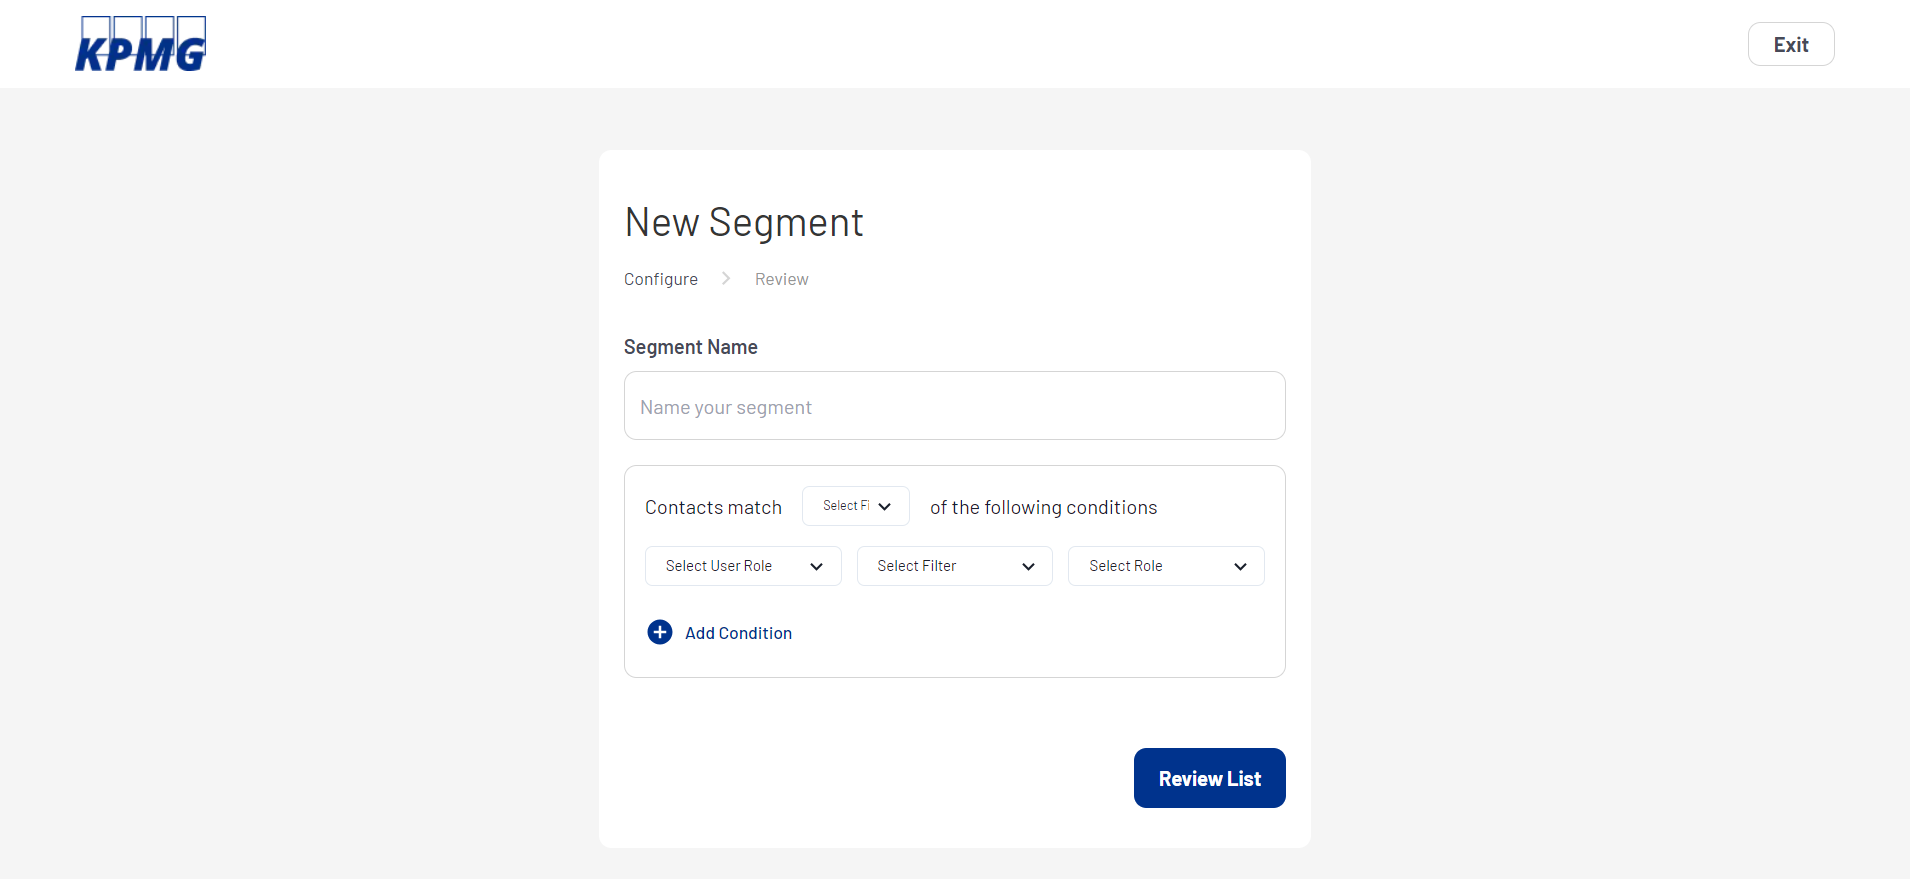 KPMG
Exit
New Segment
Configure
Review
Segment Name
Name your segment
Contacts match Select Fi of the following conditions
Select User Role Select Filter Select Role
Add Condition
Review List